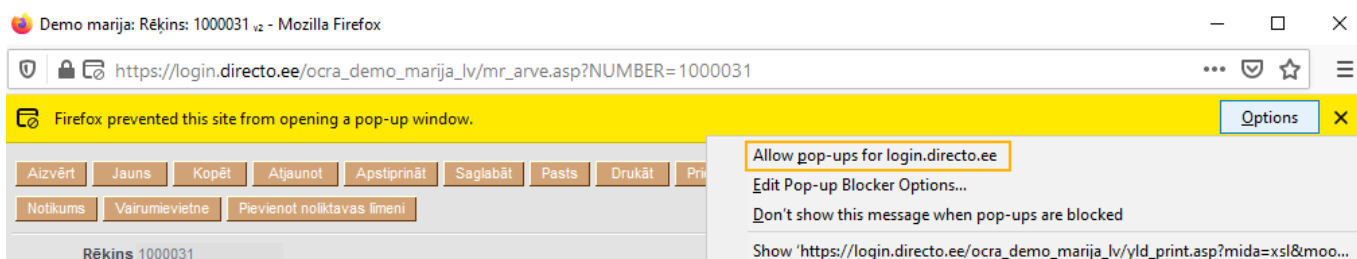 Demo marija: Rēķins: 1000031 v2 - Mozilla Firefox
https://login.directo.ee/ocra_demo_marija_lv/mr_arve.asp?NUMBER=1000031
Firefox prevented this site from opening a pop-up window.
Options
Allow pop-ups for login.directo.ee
Aizvērt Jauns Kopēt Atjaunot Apstiprināt Saglabāt Pasts Drukāt
Edit Pop-up Blocker Options...
Notikums Vairumievietne Pievienot noliktavas līmeni
Don't show this message when pop-ups are blocked
Rēķins 1000031
Show 'https://login.directo.ee/ocra_demo_marija_lv/yld_print.asp?mida=xsl&moo...